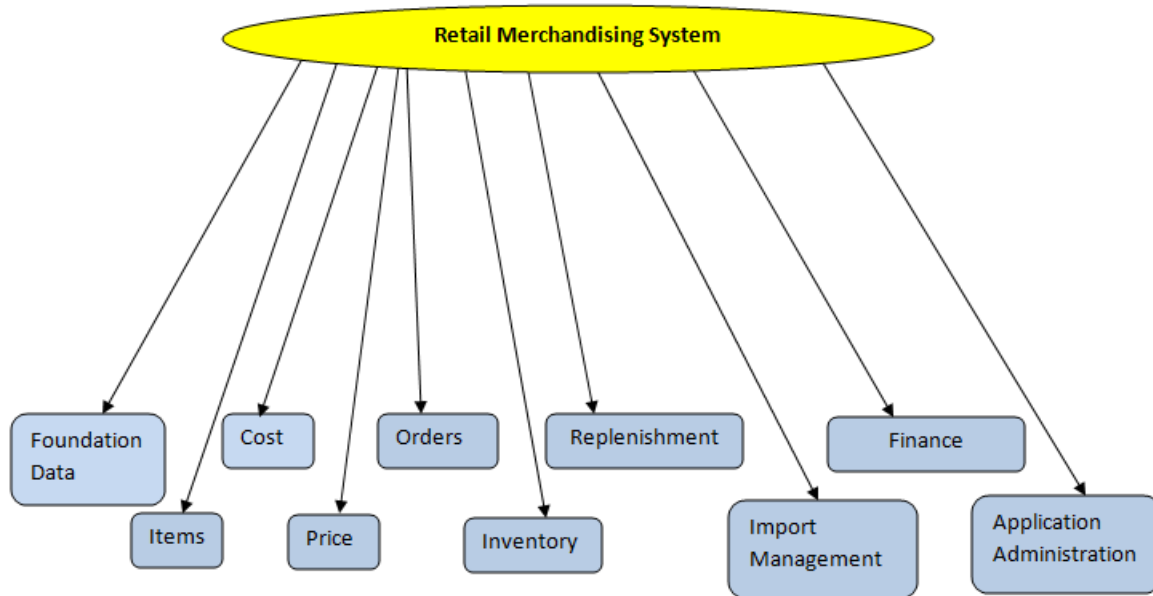 Retail Merchandising System
Foundation
Data
Cost
Orders
Replenishment
Finance
Items
Price
Inventory
Import
Management
Application
Administration